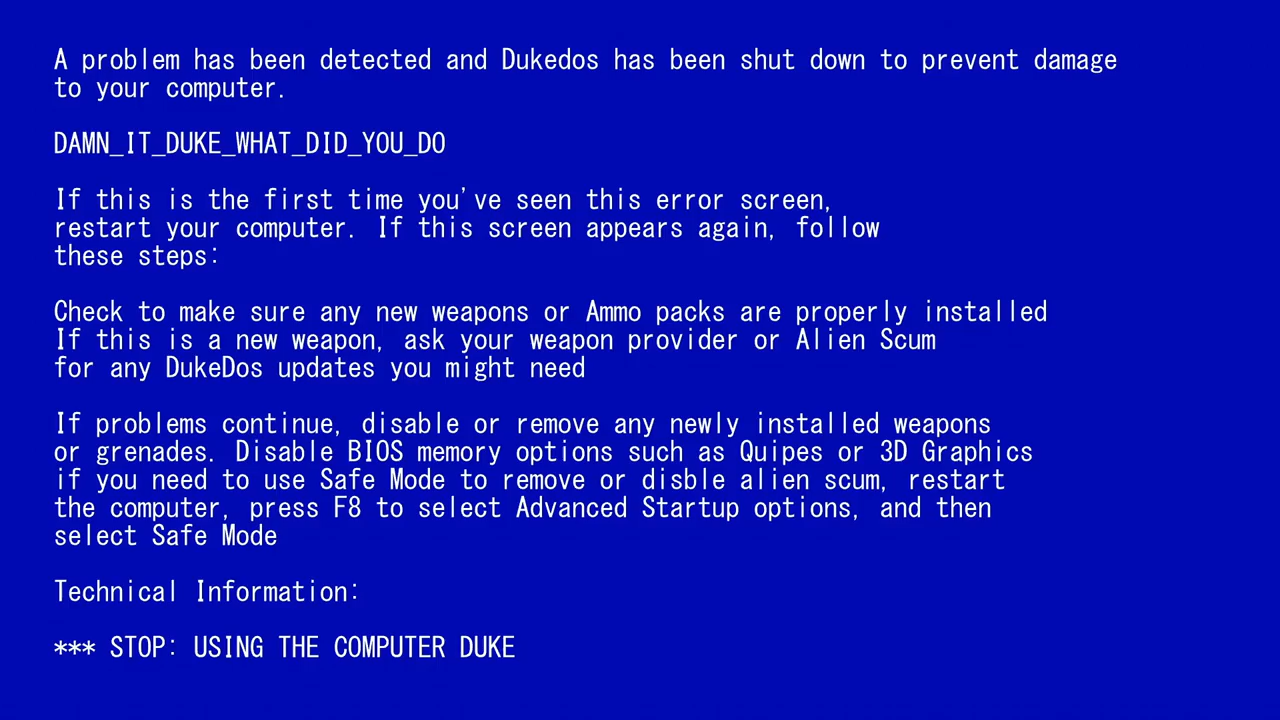 A problem has been detected and Dukedos has been shut down to prevent damage
to your computer.
DAMN_IT_DUKE_WHAT_DID_YOU_DO
If this is the first time you've seen this error screen,
restart your computer. If this screen appears again, follow
these steps:
Check to make sure any new weapons or Ammo packs are properly installed
If this is a new weapon, ask your weapon provider or Alien Scum
for any DukeDos updates you might need
If problems continue, disable or remove any newly installed weapons
or grenades. Disable BIOS memory options such as Quipes or 3D Graphics
if you need to use Safe Mode to remove or disble alien scum, restart
the computer, press F8 to select Advanced Startup options, and then
select Safe Mode
Technical Information:
*** STOP: USING THE COMPUTER DUKE